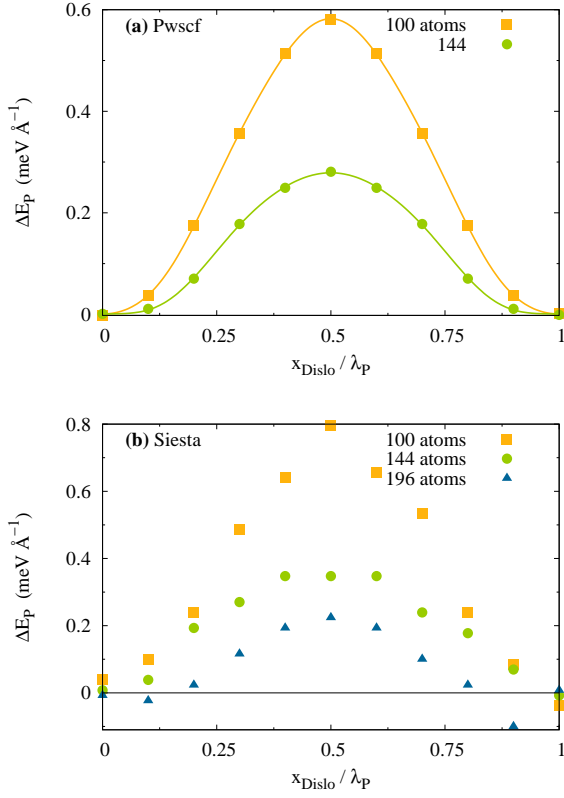 (a) Pwscf
100 atoms
144
0.6
0.4
0.2
0
ΔE_P (meV Å⁻¹)
0.0
0.25
0.5
0.75
1
x_Dislo / λ_P
(b) Siesta
100 atoms
144 atoms
196 atoms
0.8
0.6
0.4
0.2
0
ΔE_P (meV Å⁻¹)
0.0
0.25
0.5
0.75
1
x_Dislo / λ_P